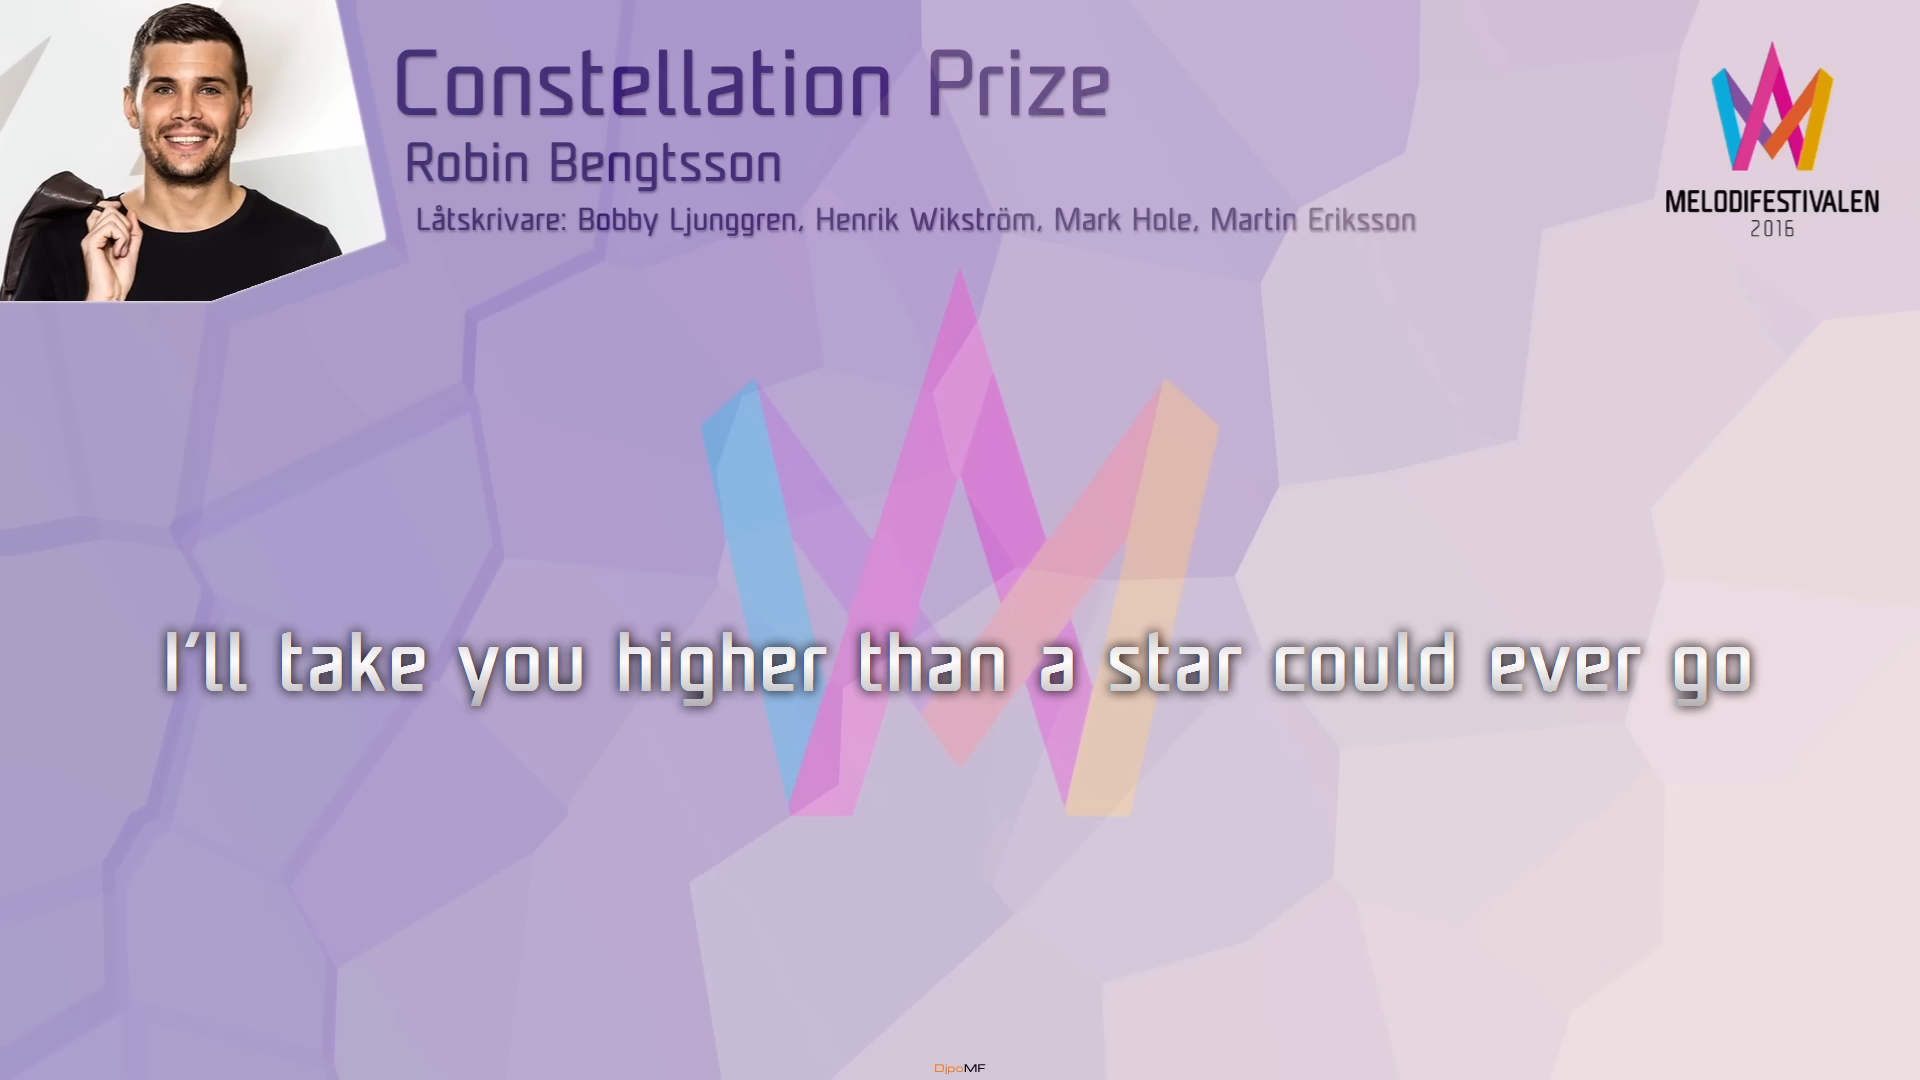 Constellation Prize
Robin Bengtsson
Låtskrivare: Bobby Ljunggren, Henrik Wikström, Mark Hole, Martin Eriksson
MELODIFESTIVALEN
2016
I'll take you higher than a star could ever go
DjpoMF